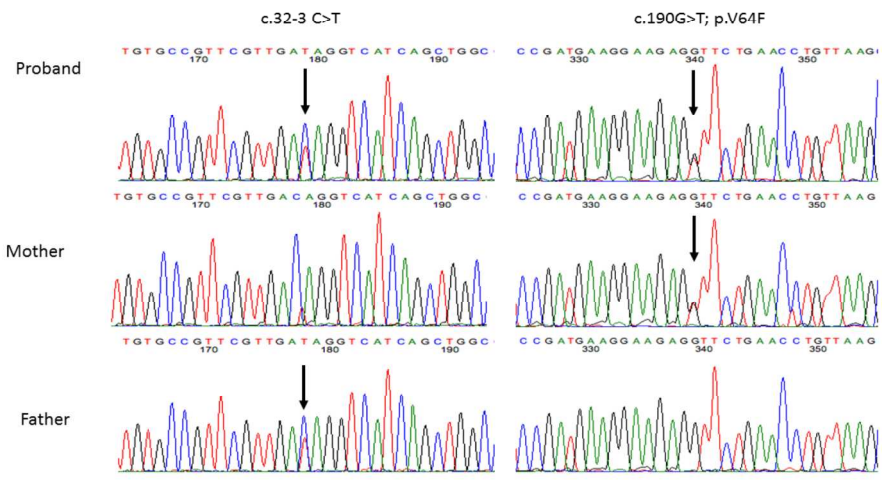 c.32-3 C>T
c.190G>T; p.V64F
Proband
TGTGCCGTTCGTTGATAGGTCATCAGCTGGC
170 180 190
CCGATGAAGGAAGAGGTTCTGAACCTGTTAAG
330 340 350
Mother
TGTGCCGTTCGTTGACAGGTCATCAGCTGGC
170 180 190
CCGATGAAGGAAGAGGTTCTGAACCTGTTAAG
330 340 350
Father
TGTGCCGTTCGTTGATAGGTCATCAGCTGGC
170 180 190
CCGATGAAGGAAGAGGTTCTGAACCTGTTAAG
330 340 350